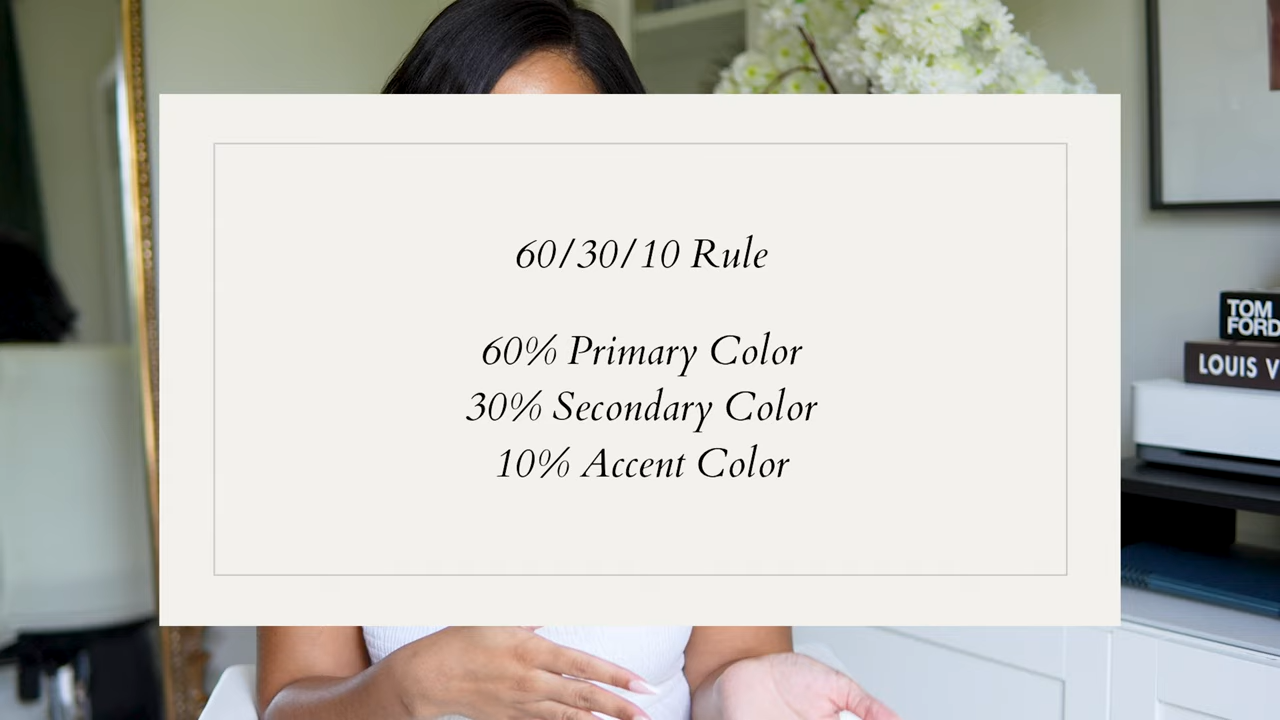 60/30/10 Rule
60% Primary Color
30% Secondary Color
10% Accent Color
TOM
FORD
LOUIS V